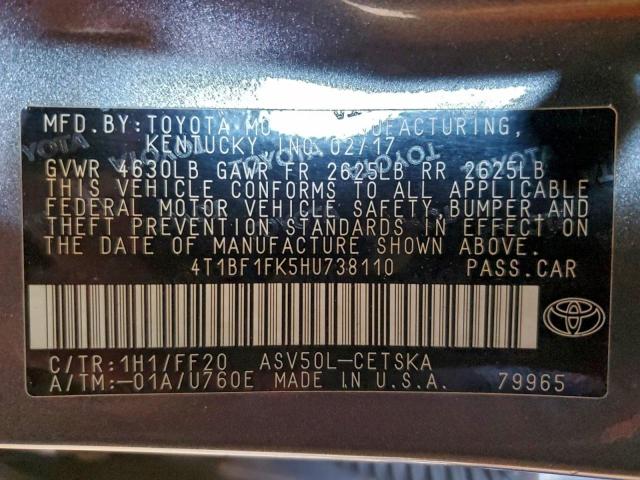 MFD.BY:TOYOTA MOTOR MANUFACTURING,
KENTUCKY, INC. 02/17
GVWR 4630LB GAWR FR 2625LB RR 2625LB
THIS VEHICLE CONFORMS TO ALL APPLICABLE
FEDERAL MOTOR VEHICLE SAFETY,BUMPER,AND
THEFT PREVENTION STANDARDS IN EFFECT ON
THE DATE OF MANUFACTURE SHOWN ABOVE.
4T1BF1FK5HU738110 PASS.CAR
C/TR:1H1/FF20 ASV50L-CETSKA
A/TM:-01A/U760E MADE IN U.S.A. 79965